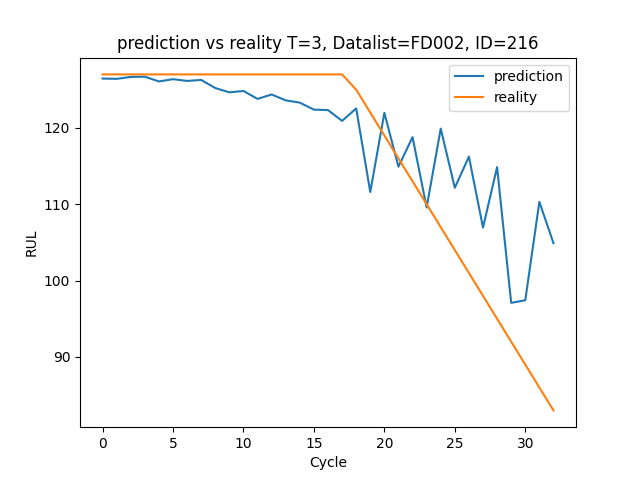 prediction vs reality T=3, Datalist=FD002, ID=216
prediction
reality
120
110
100
90
RUL
0 5 10 15 20 25 30
Cycle